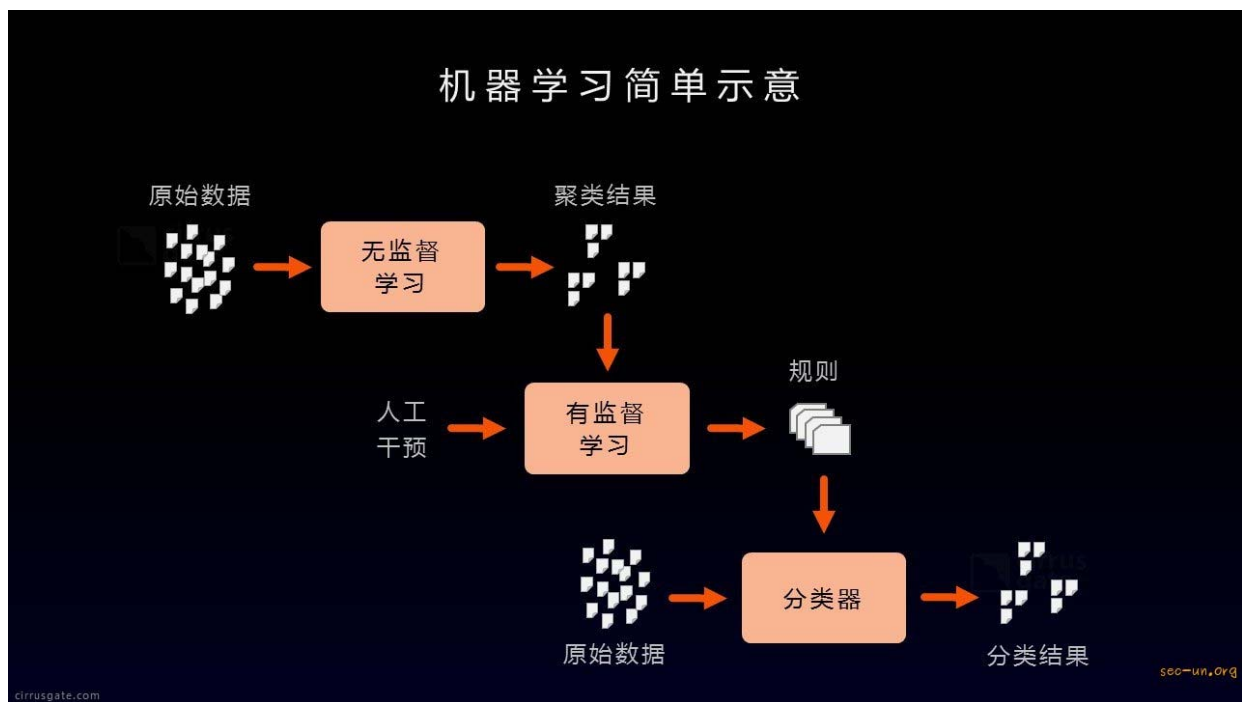 机器学习简单示意
原始数据
聚类结果
无监督
学习
规则
人工
干预
有监督
学习
分类器
原始数据
分类结果
sec-un.org
cirrusgate.com